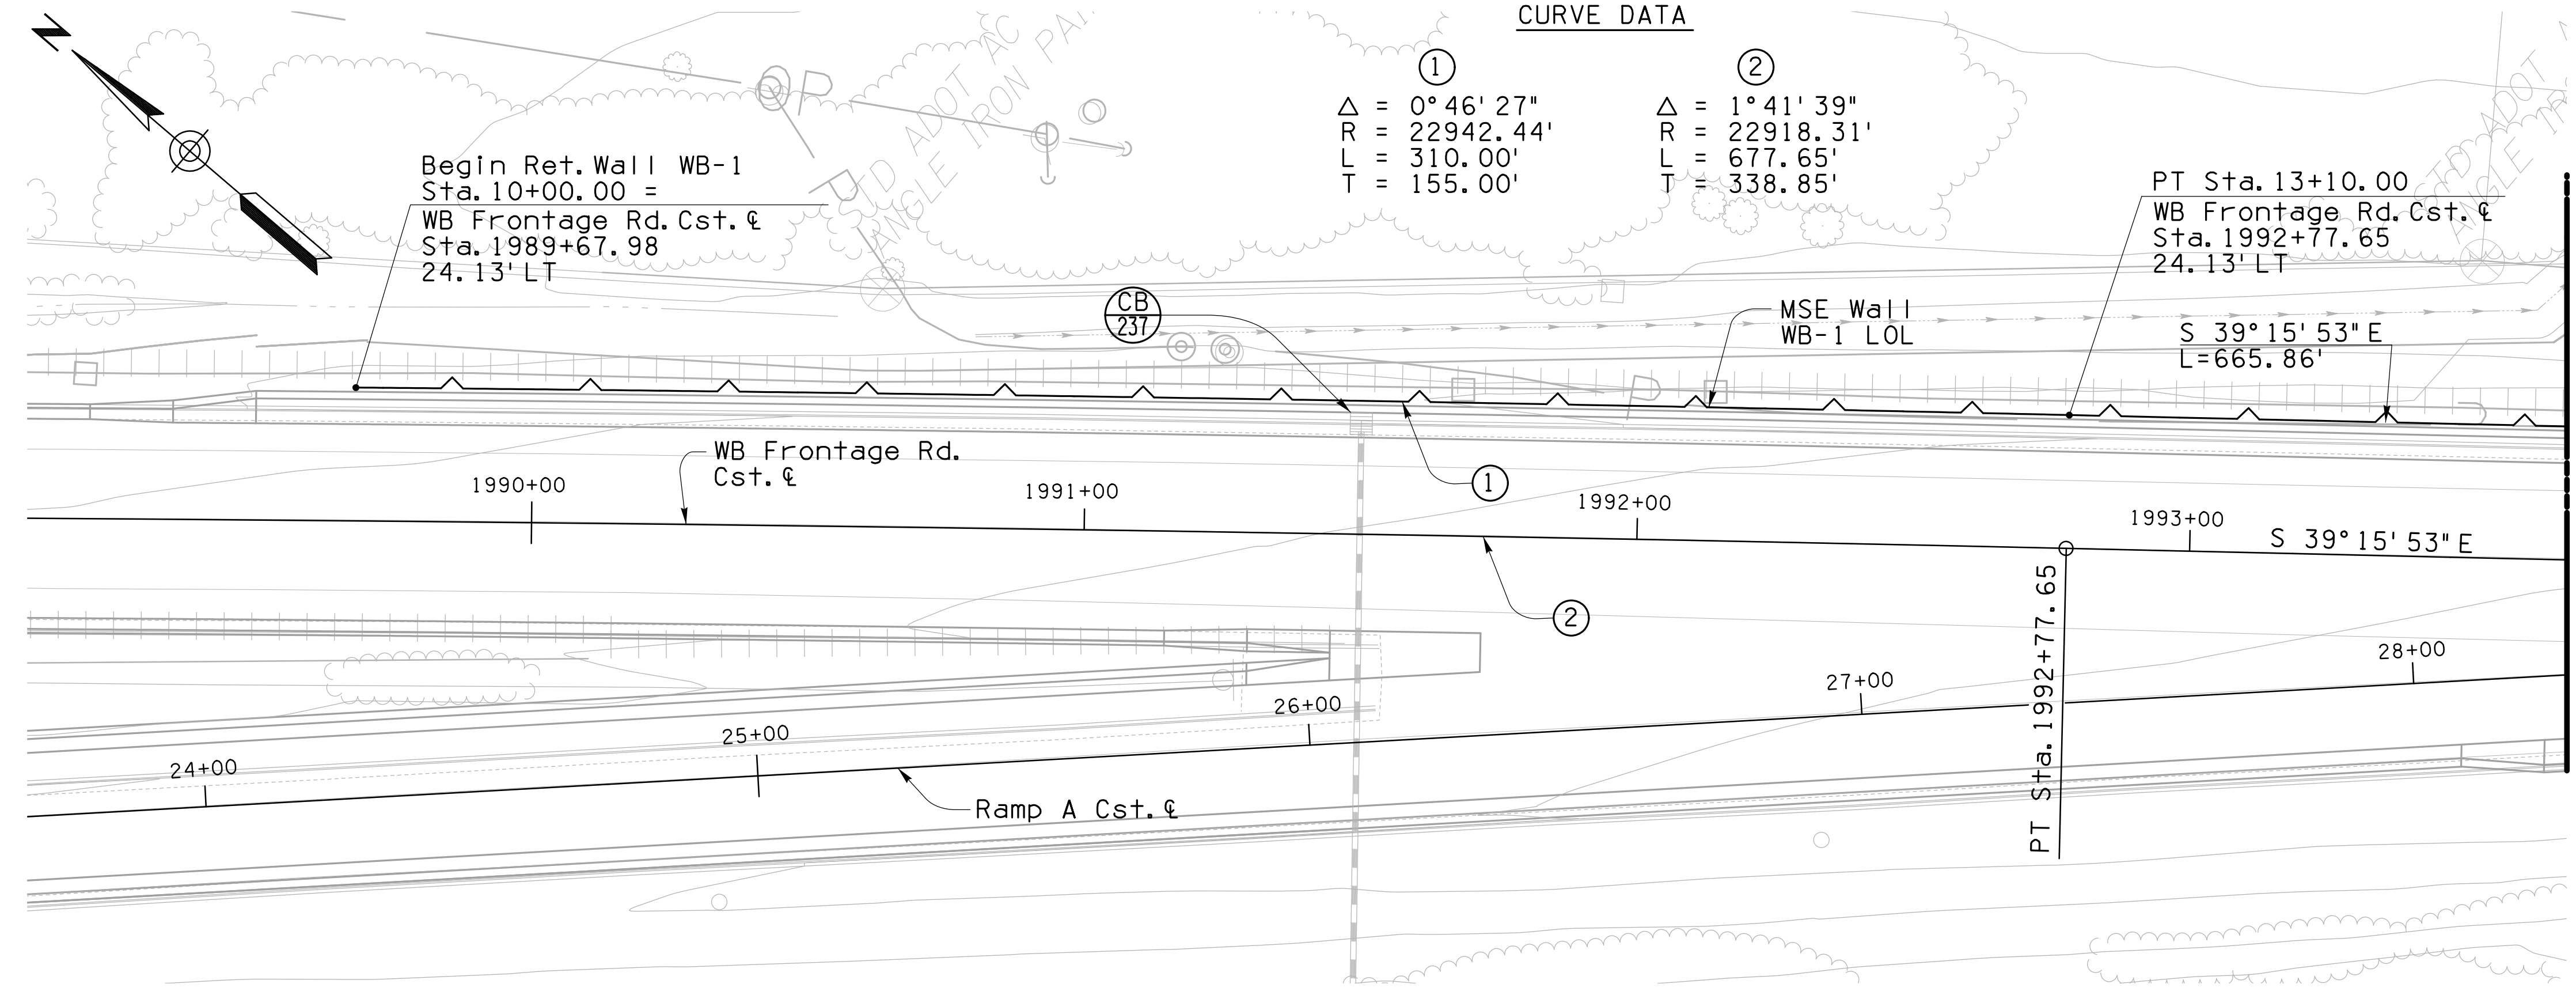 CURVE DATA
N
1
Δ = 0°46'27"
R = 22942.44'
L = 310.00'
T = 155.00'
2
Δ = 1°41'39"
R = 22918.31'
L = 677.65'
T = 338.85'
Begin Ret. Wall WB-1
Sta. 10+00.00 =
WB Frontage Rd. Cst. ℄
Sta. 1989+67.98
24.13' LT
PT Sta. 13+10.00
WB Frontage Rd. Cst. ℄
Sta. 1992+77.65
24.13' LT
CB
237
MSE Wall
WB-1 LOL
S 39°15'53" E
L=665.86'
WB Frontage Rd.
Cst. ℄
1
1990+00
1991+00
1992+00
1993+00
S 39°15'53" E
2
PT Sta. 1992+77.65
24+00
25+00
26+00
27+00
28+00
Ramp A Cst. ℄